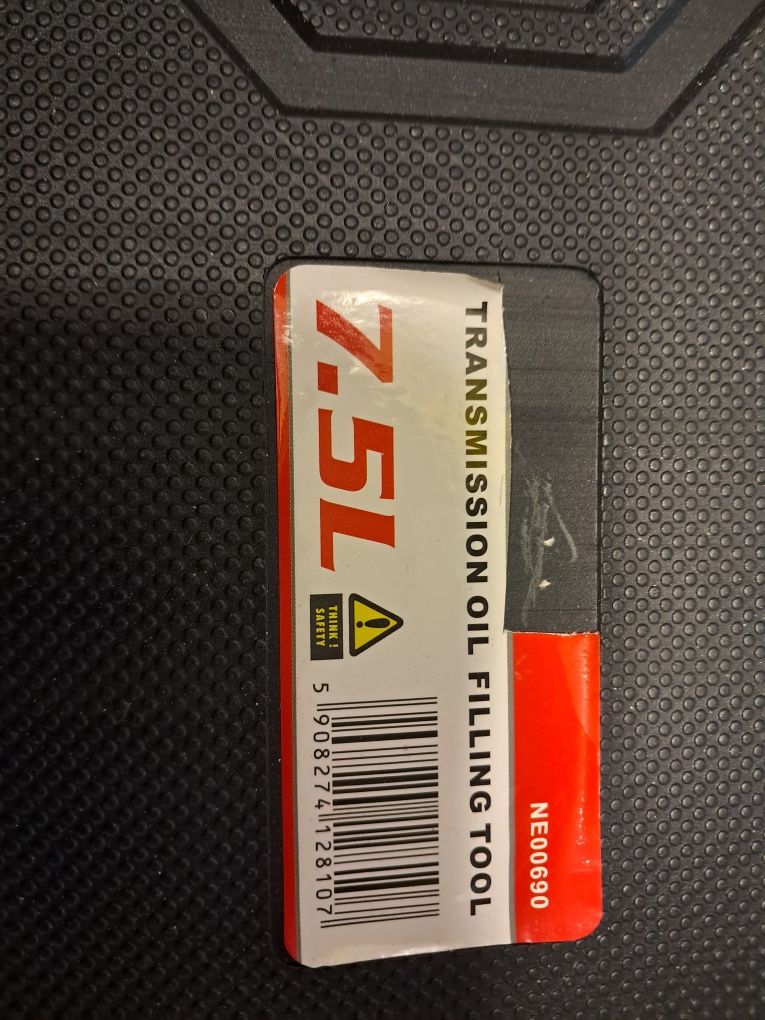 NE00690
TRANSMISSION OIL FILLING TOOL
7.5L
THINK !
SAFETY
5 908274 128107